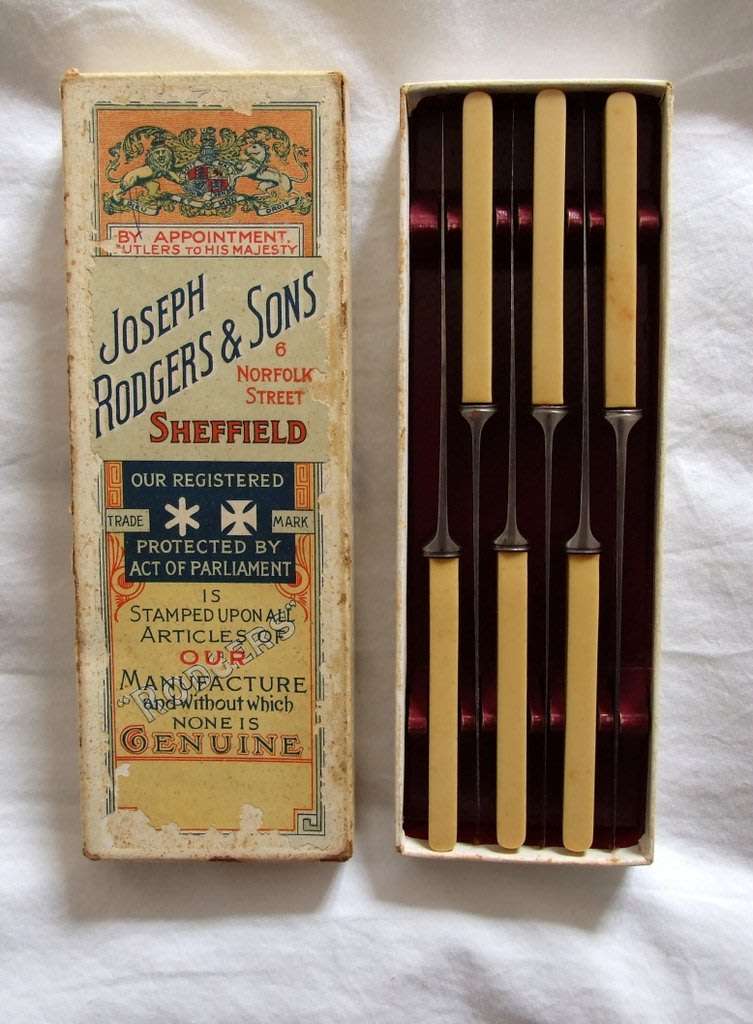 BY APPOINTMENT.
CUTLERS TO HIS MAJESTY
JOSEPH
RODGERS & SONS
6
NORFOLK
STREET
SHEFFIELD
OUR REGISTERED
TRADE MARK
PROTECTED BY
ACT OF PARLIAMENT
IS
STAMPED UPON ALL
ARTICLES OF
OUR
"RODGERS"
MANUFACTURE
and without which
NONE IS
GENUINE